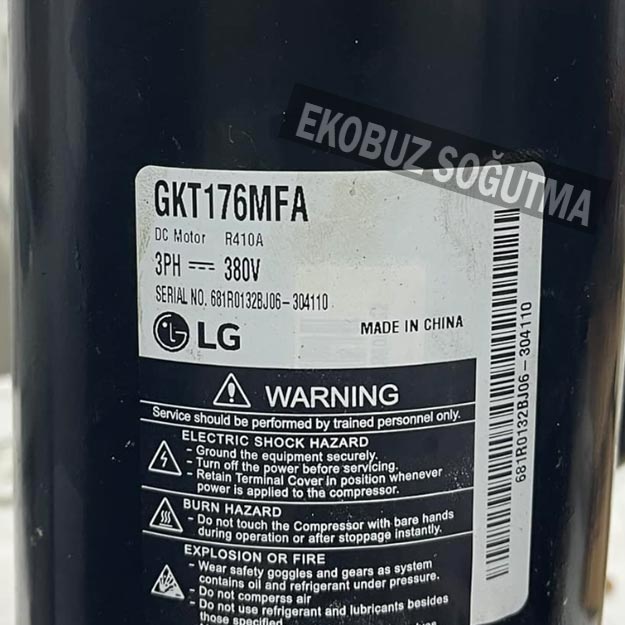 EKOBUZ SOĞUTMA
GKT176MFA
DC Motor R410A
3PH ⎓ 380V
SERIAL NO. 681R0132BJ06-304110
LG
MADE IN CHINA
681R0132BJ06-304110
WARNING
Service should be performed by trained personnel only.
ELECTRIC SHOCK HAZARD
- Ground the equipment securely.
- Turn off the power before servicing.
- Retain Terminal Cover in position whenever
power is applied to the compressor.
BURN HAZARD
- Do not touch the Compressor with bare hands
during operation or after stoppage instantly.
EXPLOSION OR FIRE
- Wear safety goggles and gears as system
contains oil and refrigerant under pressure.
- Do not comperss air
- Do not use refrigerant and lubricants besides
those specified